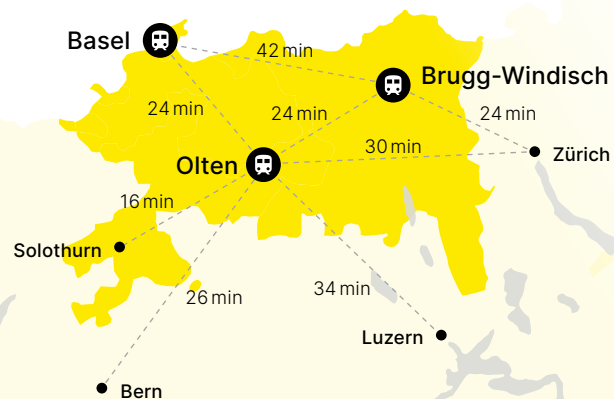 Basel
42 min
Brugg-Windisch
24 min
24 min
24 min
30 min
Zürich
Olten
16 min
Solothurn
26 min
34 min
Luzern
Bern